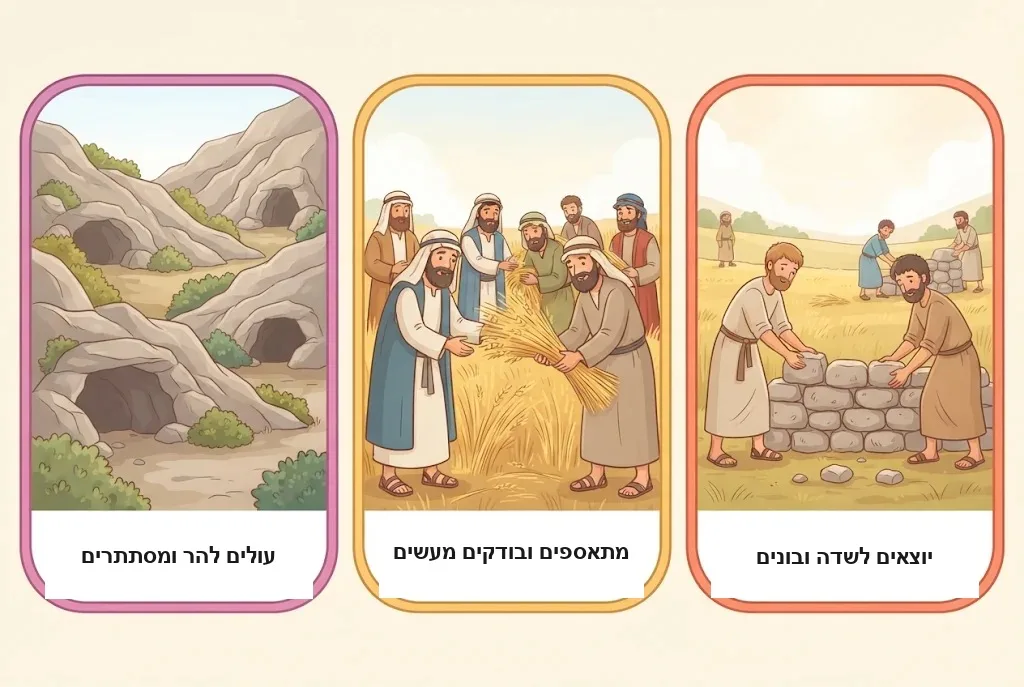 יוצאים לשדה ובונים
מתאספים ובודקים מעשים
עולים להר ומסתתרים